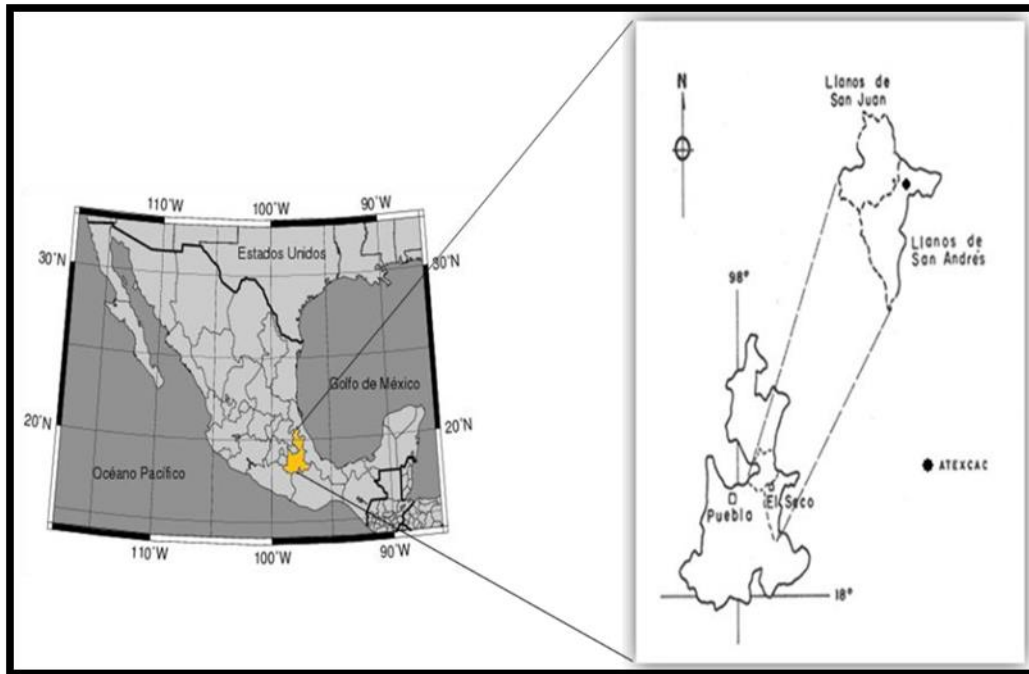 110˚W
100˚W
90˚W
30˚N
Estados Unidos
30˚N
Golfo de México
20˚N
20˚N
Océano Pacífico
110˚W
100˚W
90˚W
N
Llanos de
San Juan
Llanos de
San Andrés
98°
ATEXCAC
El Seco
Puebla
18°